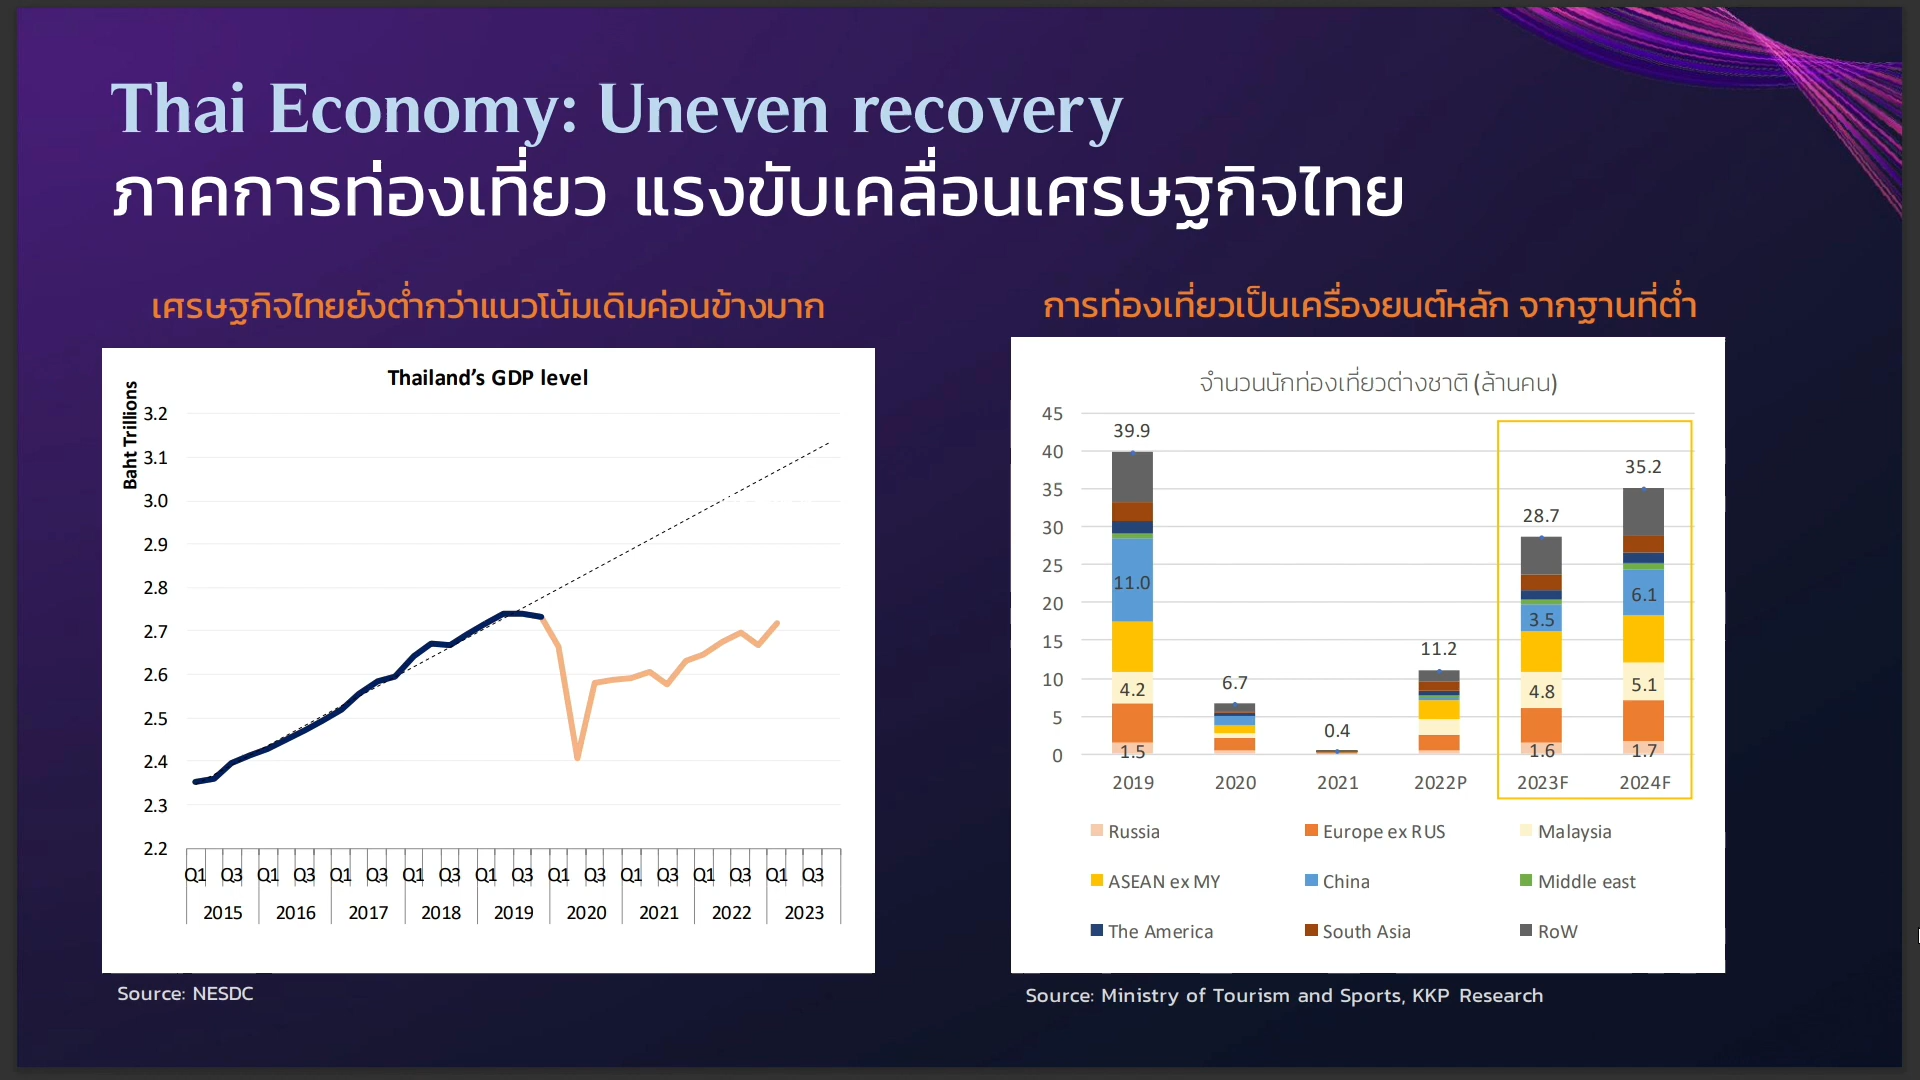 Thai Economy: Uneven recovery
ภาคการท่องเที่ยว แรงขับเคลื่อนเศรษฐกิจไทย
เศรษฐกิจไทยยังต่ำกว่าแนวโน้มเดิมค่อนข้างมาก
Thailand’s GDP level
Baht Trillions
3.2
3.1
3.0
2.9
2.8
2.7
2.6
2.5
2.4
2.3
2.2
Q1 Q3 Q1 Q3 Q1 Q3 Q1 Q3 Q1 Q3 Q1 Q3 Q1 Q3 Q1 Q3 Q1 Q3
2015 2016 2017 2018 2019 2020 2021 2022 2023
Source: NESDC
การท่องเที่ยวเป็นเครื่องยนต์หลัก จากฐานที่ต่ำ
จำนวนนักท่องเที่ยวต่างชาติ (ล้านคน)
45
40
35
30
25
20
15
10
5
0
39.9
11.0
4.2
1.5
6.7
0.4
11.2
28.7
3.5
4.8
1.6
35.2
6.1
5.1
1.7
2019 2020 2021 2022P 2023F 2024F
Russia Europe ex RUS Malaysia
ASEAN ex MY China Middle east
The America South Asia RoW
Source: Ministry of Tourism and Sports, KKP Research